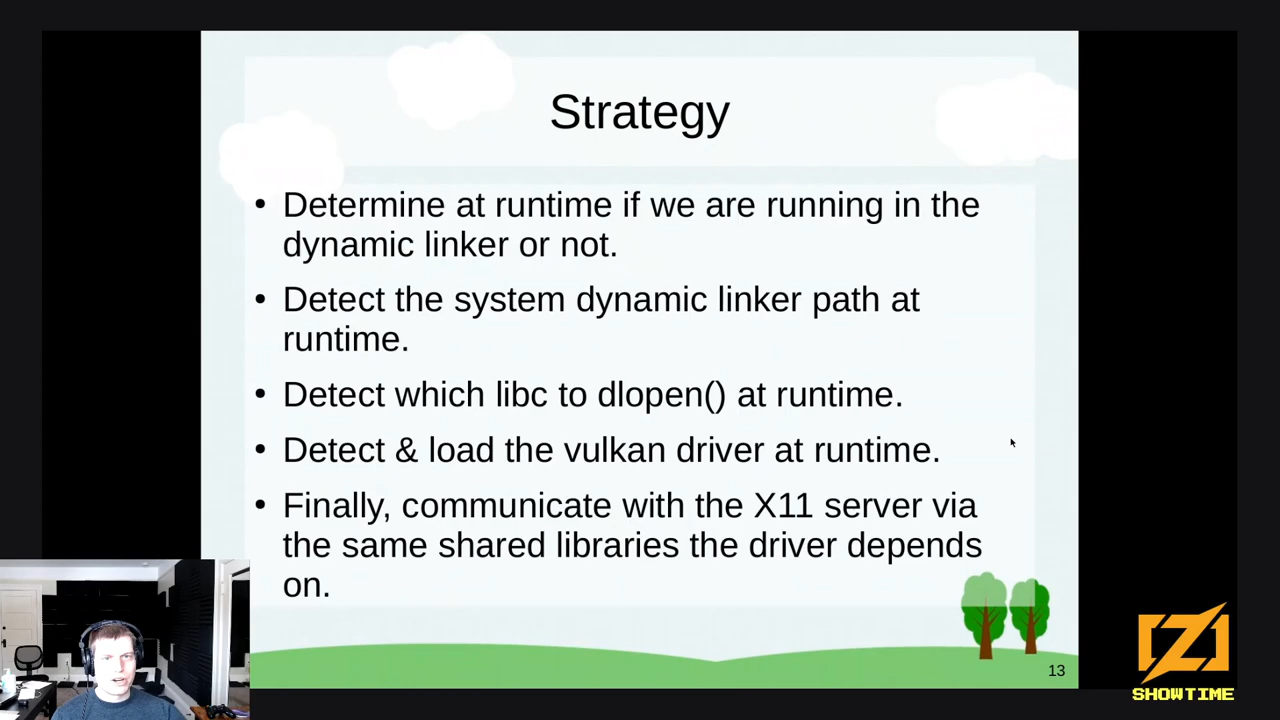 Strategy
• Determine at runtime if we are running in the
dynamic linker or not.
• Detect the system dynamic linker path at
runtime.
• Detect which libc to dlopen() at runtime.
• Detect & load the vulkan driver at runtime.
• Finally, communicate with the X11 server via
the same shared libraries the driver depends
on.
13
Z
SHOWTIME